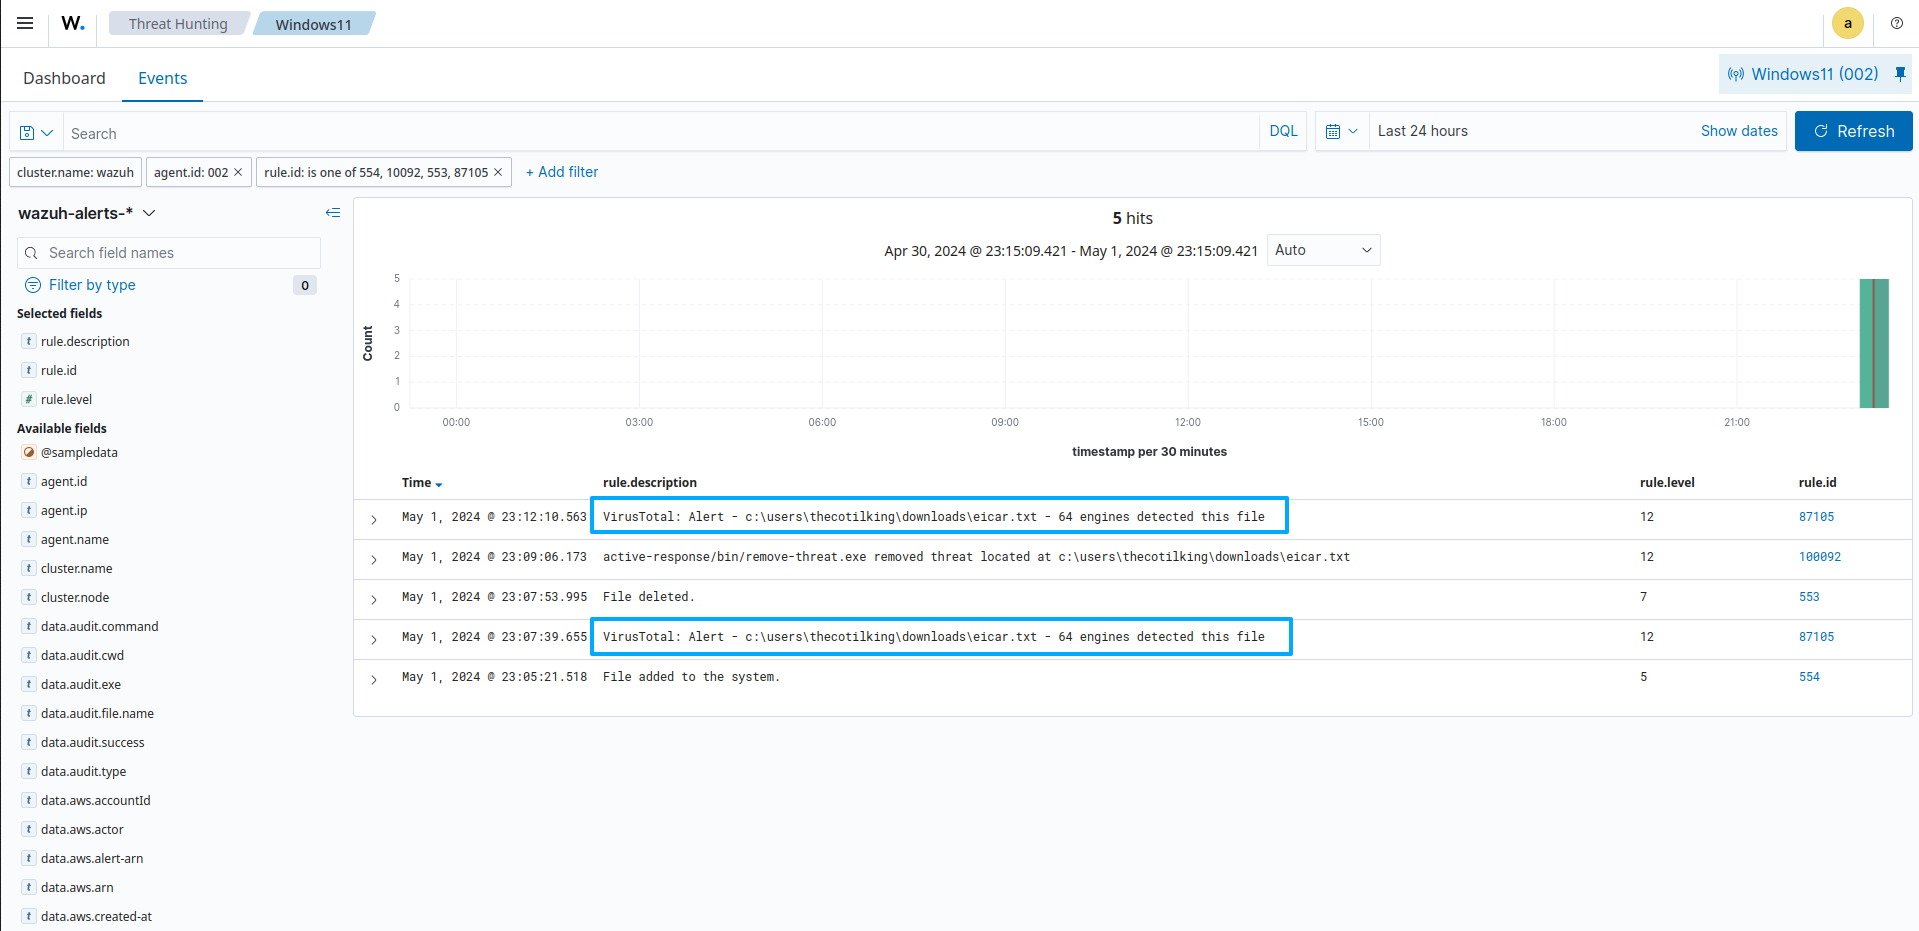 W.
Threat Hunting
Windows11
a
Dashboard
Events
Windows11 (002)
Search
DQL
Last 24 hours
Show dates
Refresh
cluster.name: wazuh
agent.id: 002 ×
rule.id: is one of 554, 10092, 553, 87105 ×
+ Add filter
wazuh-alerts-*
Search field names
Filter by type
0
Selected fields
t rule.description
t rule.id
# rule.level
Available fields
@sampledata
t agent.id
t agent.ip
t agent.name
t cluster.name
t cluster.node
t data.audit.command
t data.audit.cwd
t data.audit.exe
t data.audit.file.name
t data.audit.success
t data.audit.type
t data.aws.accountId
t data.aws.actor
t data.aws.alert-arn
t data.aws.arn
t data.aws.created-at
5 hits
Apr 30, 2024 @ 23:15:09.421 - May 1, 2024 @ 23:15:09.421
Auto
Count
5
4
3
2
1
0
00:00 03:00 06:00 09:00 12:00 15:00 18:00 21:00
timestamp per 30 minutes
Time rule.description rule.level rule.id
May 1, 2024 @ 23:12:10.563 VirusTotal: Alert - c:\users\thecotilking\downloads\eicar.txt - 64 engines detected this file 12 87105
May 1, 2024 @ 23:09:06.173 active-response/bin/remove-threat.exe removed threat located at c:\users\thecotilking\downloads\eicar.txt 12 100092
May 1, 2024 @ 23:07:53.995 File deleted. 7 553
May 1, 2024 @ 23:07:39.655 VirusTotal: Alert - c:\users\thecotilking\downloads\eicar.txt - 64 engines detected this file 12 87105
May 1, 2024 @ 23:05:21.518 File added to the system. 5 554